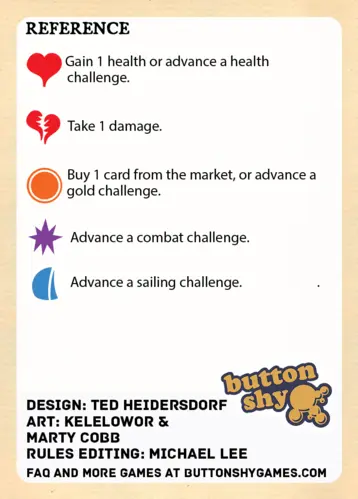 REFERENCE
Gain 1 health or advance a health
challenge.
Take 1 damage.
Buy 1 card from the market, or advance a
gold challenge.
Advance a combat challenge.
Advance a sailing challenge. .
button
shy
DESIGN: TED HEIDERSDORF
ART: KELELOWOR &
MARTY COBB
RULES EDITING: MICHAEL LEE
FAQ AND MORE GAMES AT BUTTONSHYGAMES.COM